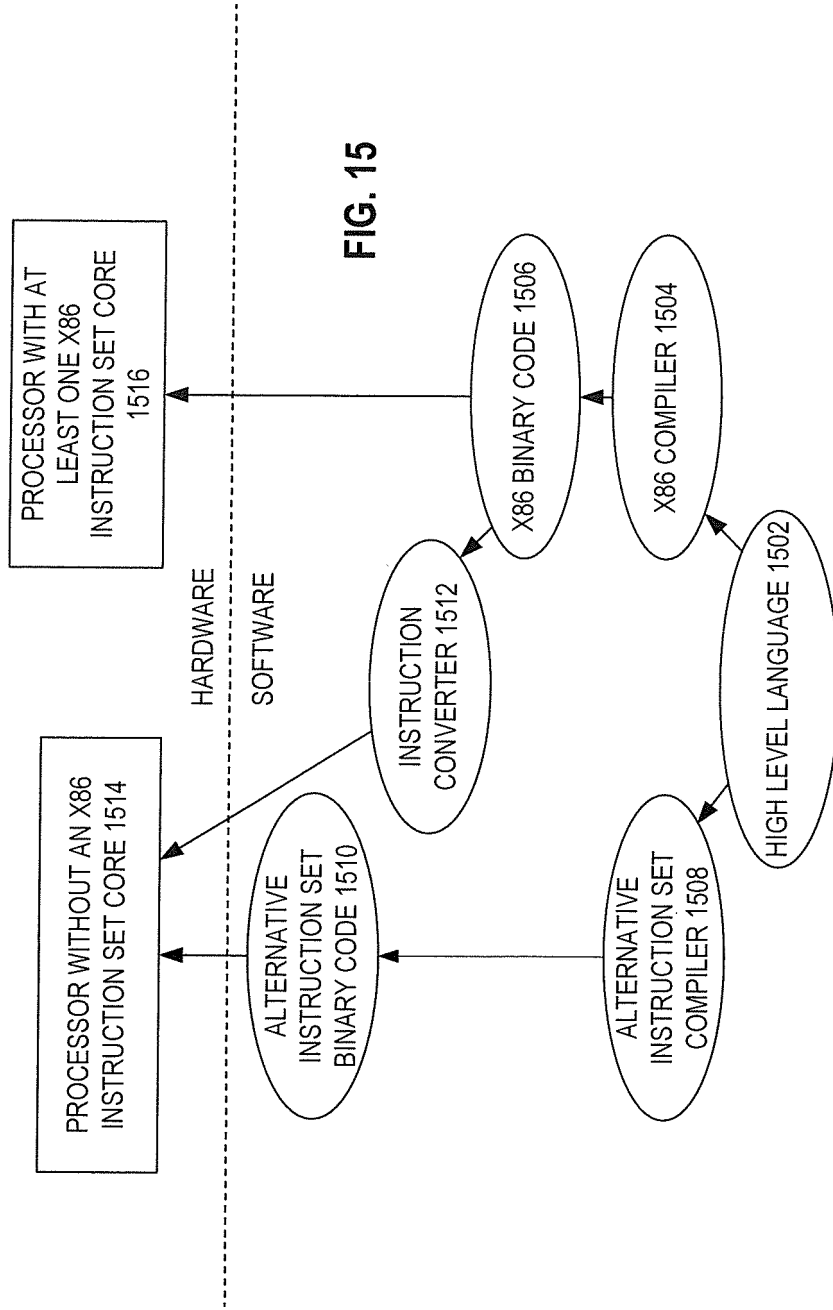 PROCESSOR WITHOUT AN X86
INSTRUCTION SET CORE 1514
PROCESSOR WITH AT
LEAST ONE X86
INSTRUCTION SET CORE
1516
HARDWARE
SOFTWARE
ALTERNATIVE
INSTRUCTION SET
BINARY CODE 1510
INSTRUCTION
CONVERTER 1512
X86 BINARY CODE 1506
ALTERNATIVE
INSTRUCTION SET
COMPILER 1508
X86 COMPILER 1504
HIGH LEVEL LANGUAGE 1502
FIG. 15